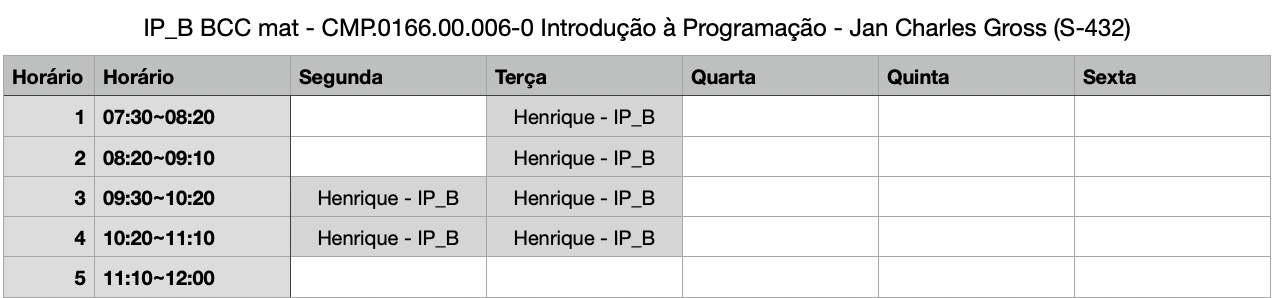 IP_B BCC mat - CMP.0166.00.006-0 Introdução à Programação - Jan Charles Gross (S-432)
Horário Horário Segunda Terça Quarta Quinta Sexta
1 07:30~08:20 Henrique - IP_B
2 08:20~09:10 Henrique - IP_B
3 09:30~10:20 Henrique - IP_B Henrique - IP_B
4 10:20~11:10 Henrique - IP_B Henrique - IP_B
5 11:10~12:00